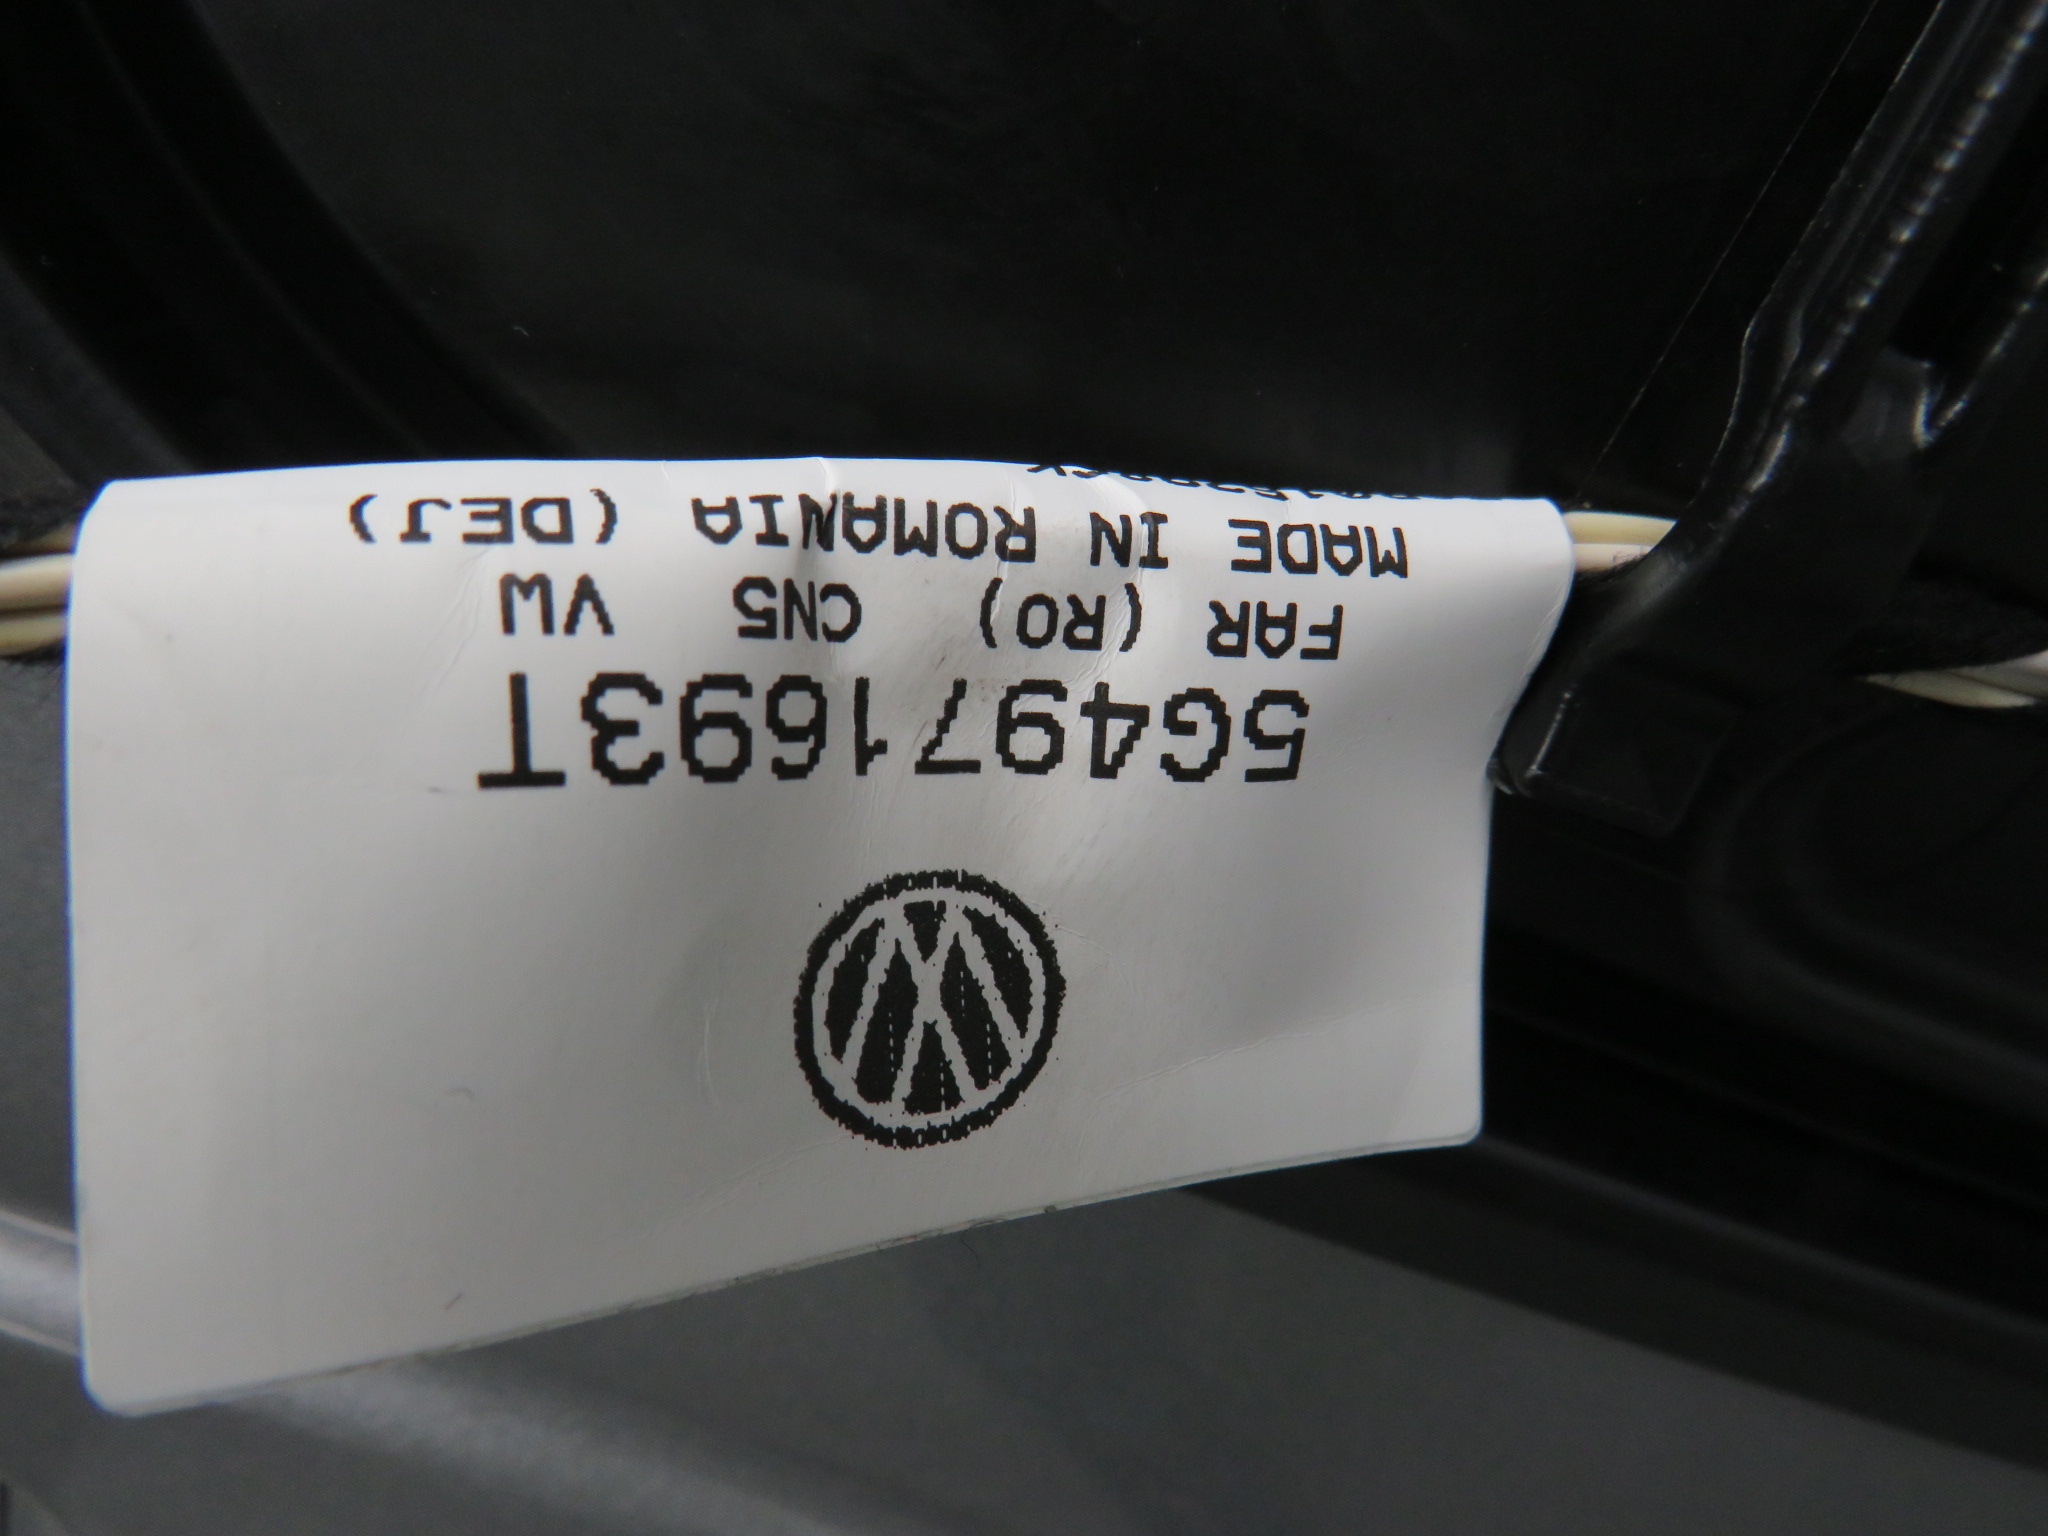 5G4971693T
FAR (RO) CN5 VW
MADE IN ROMANIA (DEJ)